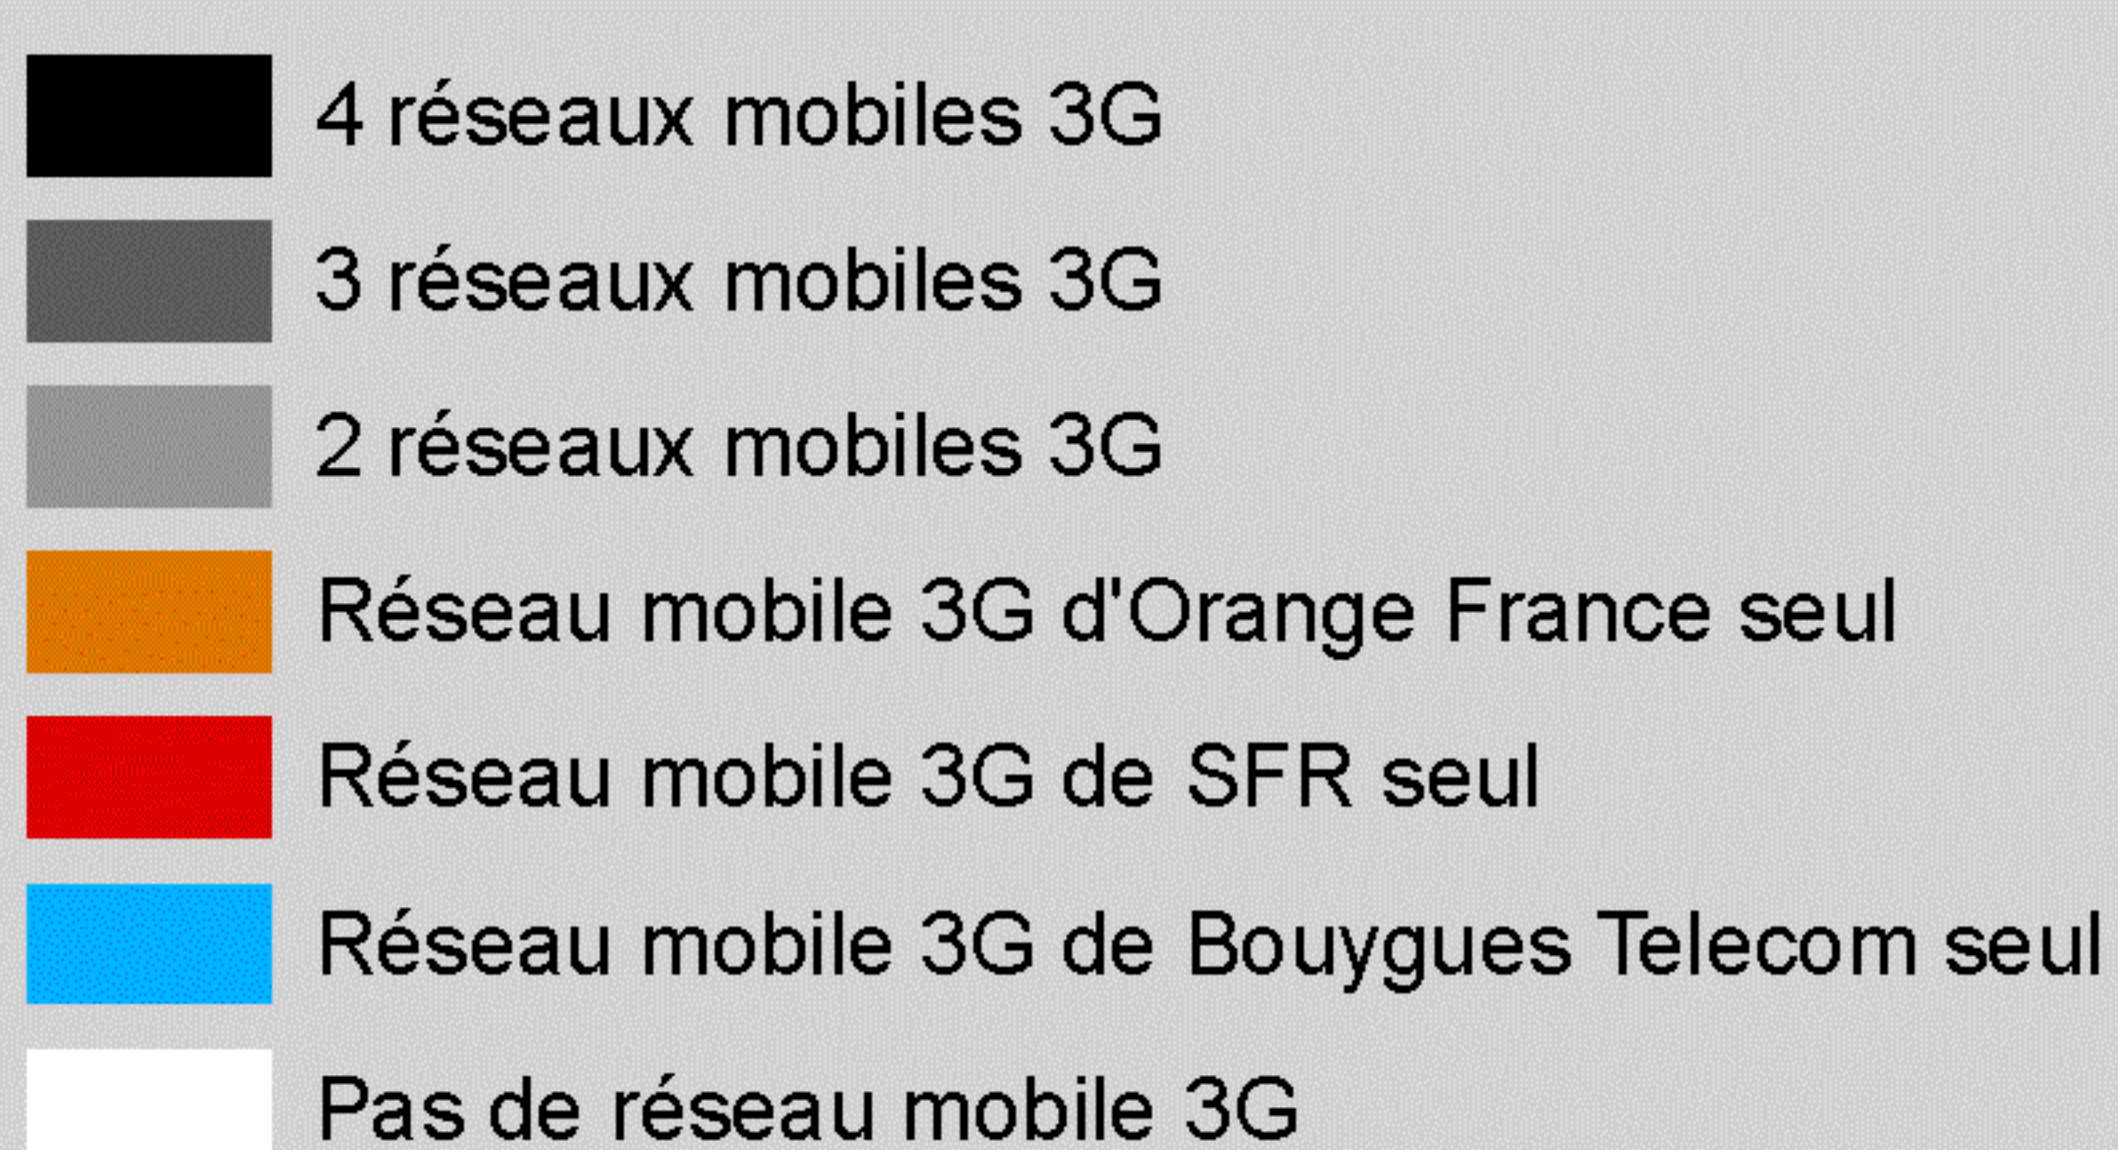 4 réseaux mobiles 3G
3 réseaux mobiles 3G
2 réseaux mobiles 3G
Réseau mobile 3G d'Orange France seul
Réseau mobile 3G de SFR seul
Réseau mobile 3G de Bouygues Telecom seul
Pas de réseau mobile 3G